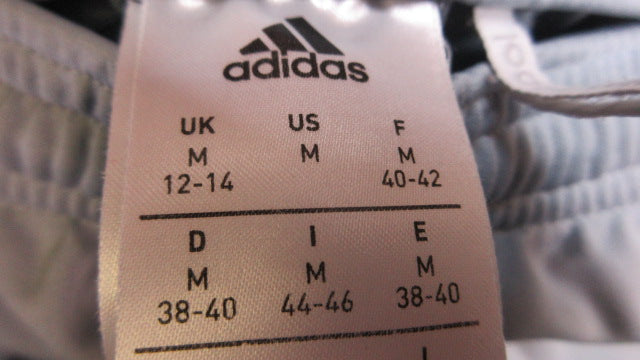 adidas
UK US F
M M M
12-14 40-42
D I E
M M M
38-40 44-46 38-40